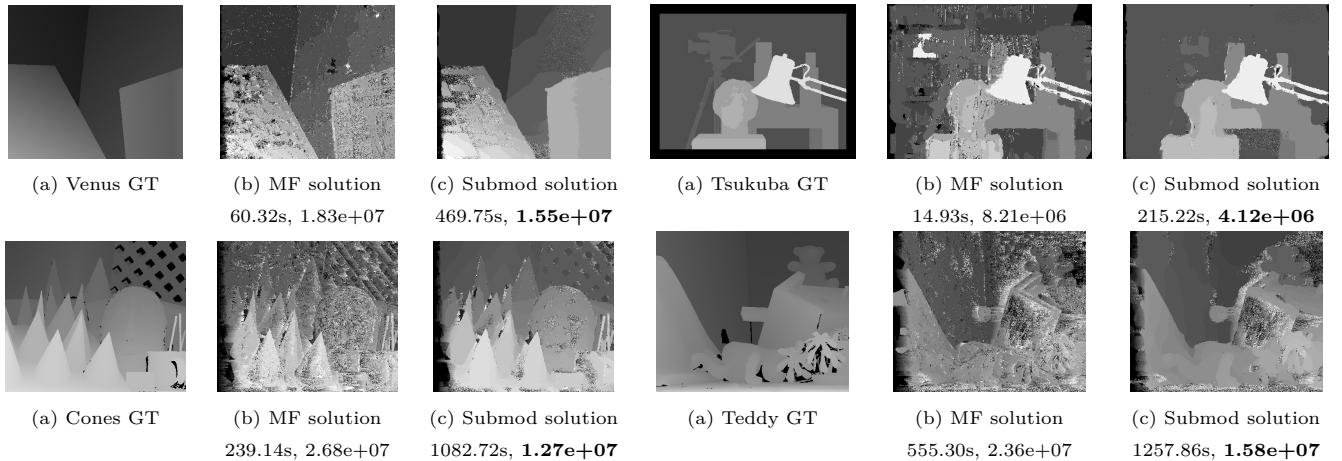 (a) Venus GT (b) MF solution (c) Submod solution (a) Tsukuba GT (b) MF solution (c) Submod solution
60.32s, 1.83e+07 469.75s, 1.55e+07 14.93s, 8.21e+06 215.22s, 4.12e+06
(a) Cones GT (b) MF solution (c) Submod solution (a) Teddy GT (b) MF solution (c) Submod solution
239.14s, 2.68e+07 1082.72s, 1.27e+07 555.30s, 2.36e+07 1257.86s, 1.58e+07